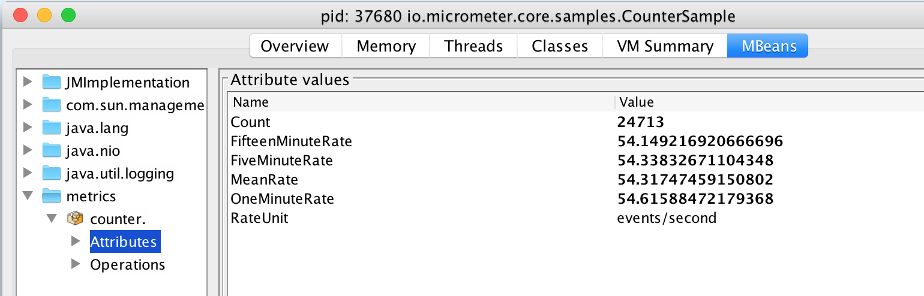 pid: 37680 io.micrometer.core.samples.CounterSample
Overview Memory Threads Classes VM Summary MBeans
JMImplementation
com.sun.manageme
java.lang
java.nio
java.util.logging
metrics
counter.
Attributes
Operations
Attribute values
Name Value
Count 24713
FifteenMinuteRate 54.149216920666696
FiveMinuteRate 54.33832671104348
MeanRate 54.31747459150802
OneMinuteRate 54.61588472179368
RateUnit events/second